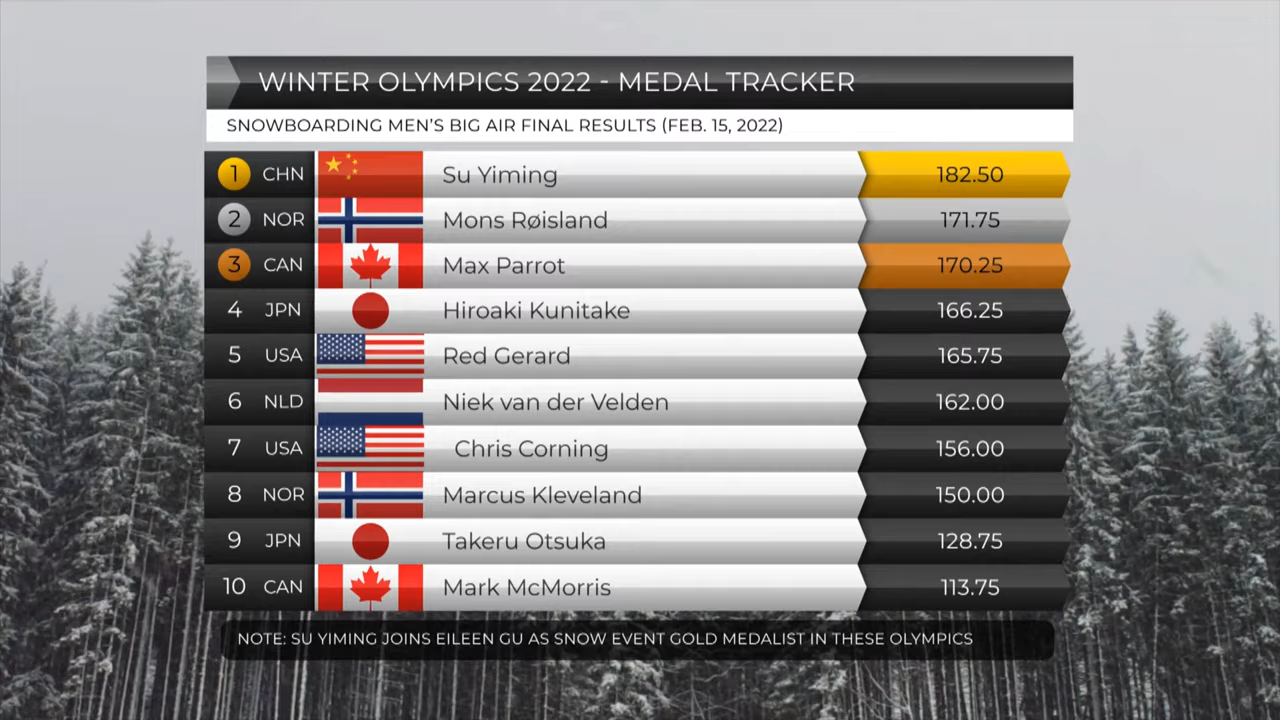 WINTER OLYMPICS 2022 - MEDAL TRACKER
SNOWBOARDING MEN'S BIG AIR FINAL RESULTS (FEB. 15, 2022)
1 CHN Su Yiming 182.50
2 NOR Mons Røisland 171.75
3 CAN Max Parrot 170.25
4 JPN Hiroaki Kunitake 166.25
5 USA Red Gerard 165.75
6 NLD Niek van der Velden 162.00
7 USA Chris Corning 156.00
8 NOR Marcus Kleveland 150.00
9 JPN Takeru Otsuka 128.75
10 CAN Mark McMorris 113.75
NOTE: SU YIMING JOINS EILEEN GU AS SNOW EVENT GOLD MEDALIST IN THESE OLYMPICS